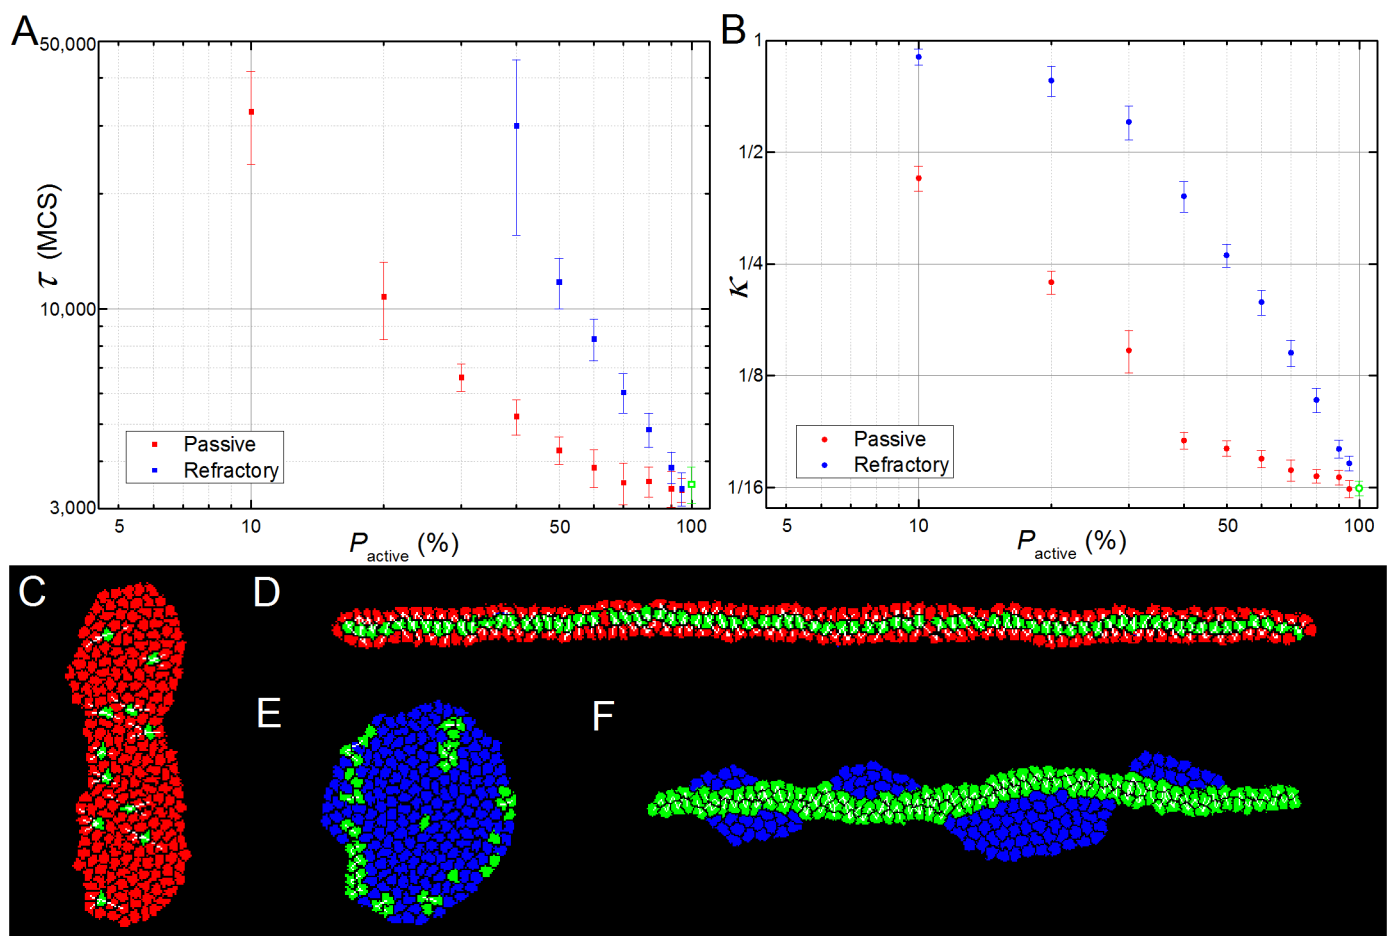 A
50,000
10,000
3,000
τ (MCS)
Passive
Refractory
5
10
50
100
P active (%)
B
1
1/2
1/4
1/8
1/16
κ
Passive
Refractory
5
10
50
100
P active (%)
C
D
E
F